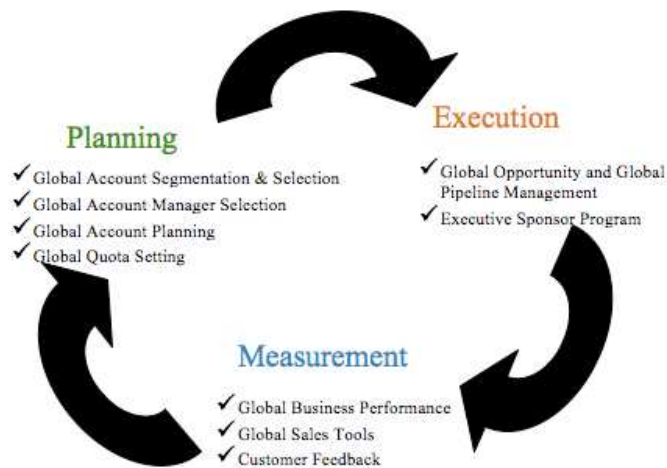 Planning
✓ Global Account Segmentation & Selection
✓ Global Account Manager Selection
✓ Global Account Planning
✓ Global Quota Setting
Execution
✓ Global Opportunity and Global
Pipeline Management
✓ Executive Sponsor Program
Measurement
✓ Global Business Performance
✓ Global Sales Tools
✓ Customer Feedback